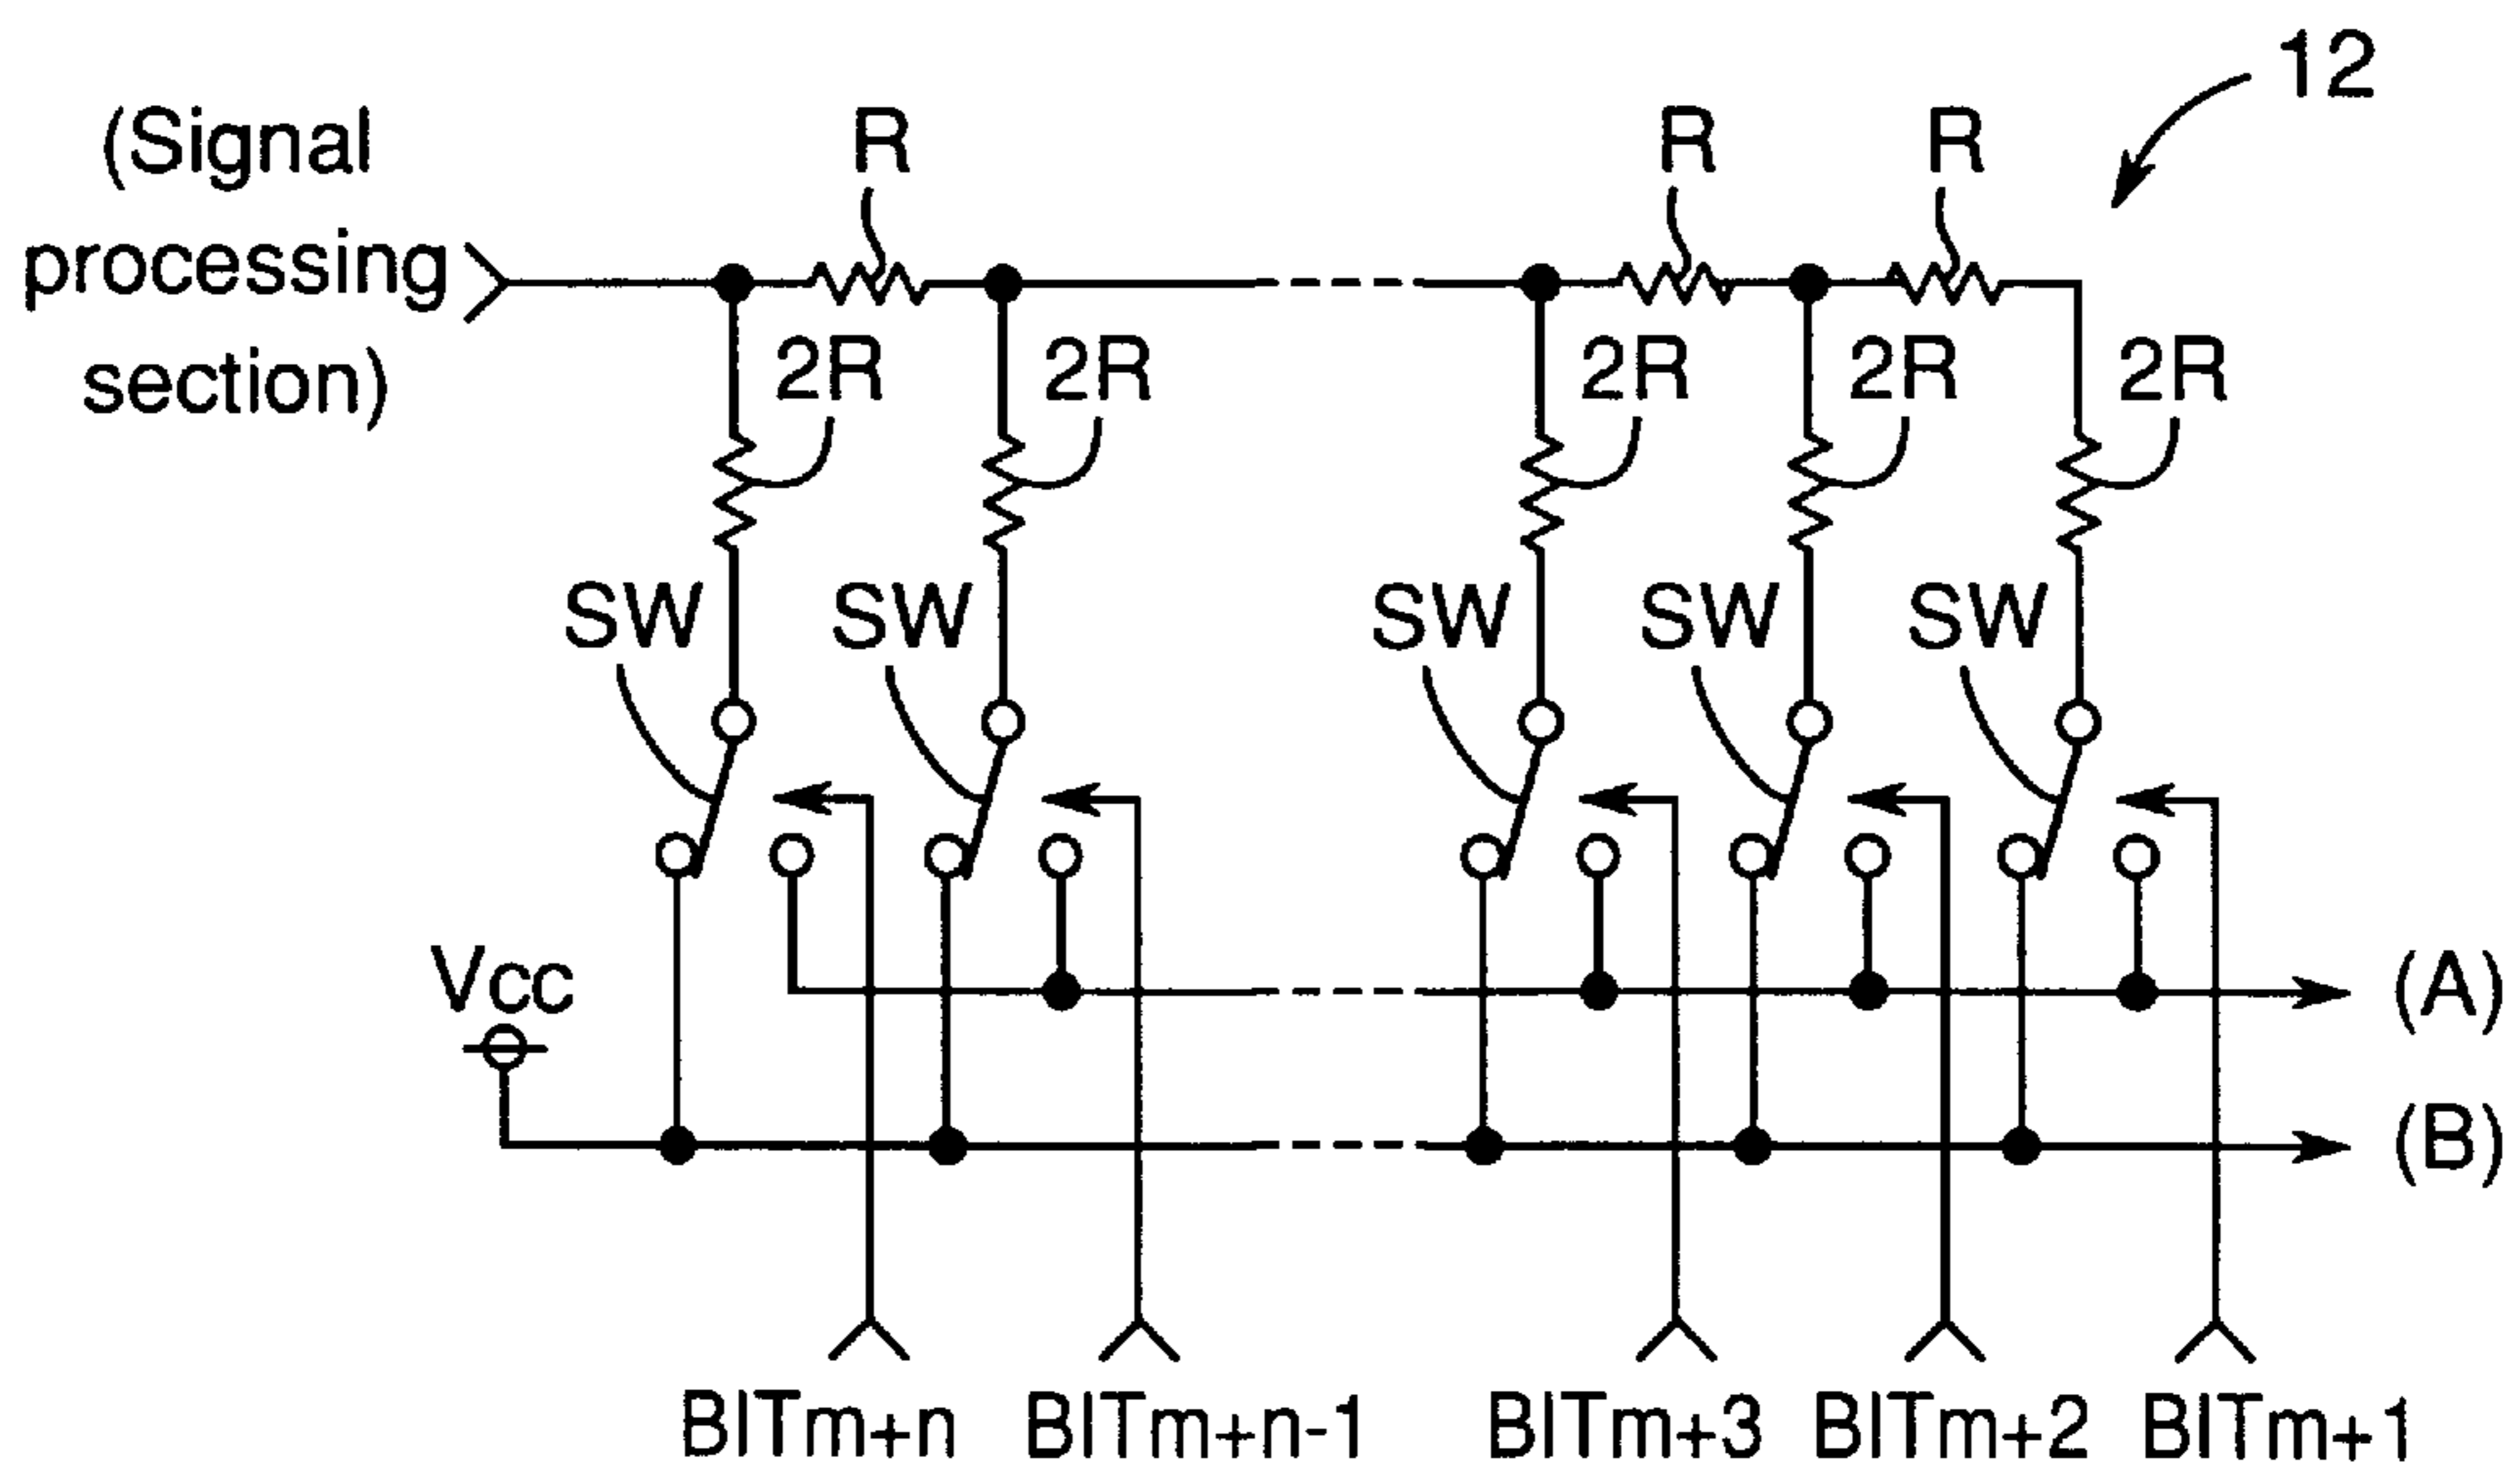 12
(Signal
processing
section)
R
R
R
2R
2R
2R
2R
2R
SW
SW
SW
SW
SW
Vcc
(A)
(B)
BITm+n
BITm+n-1
BITm+3
BITm+2
BITm+1